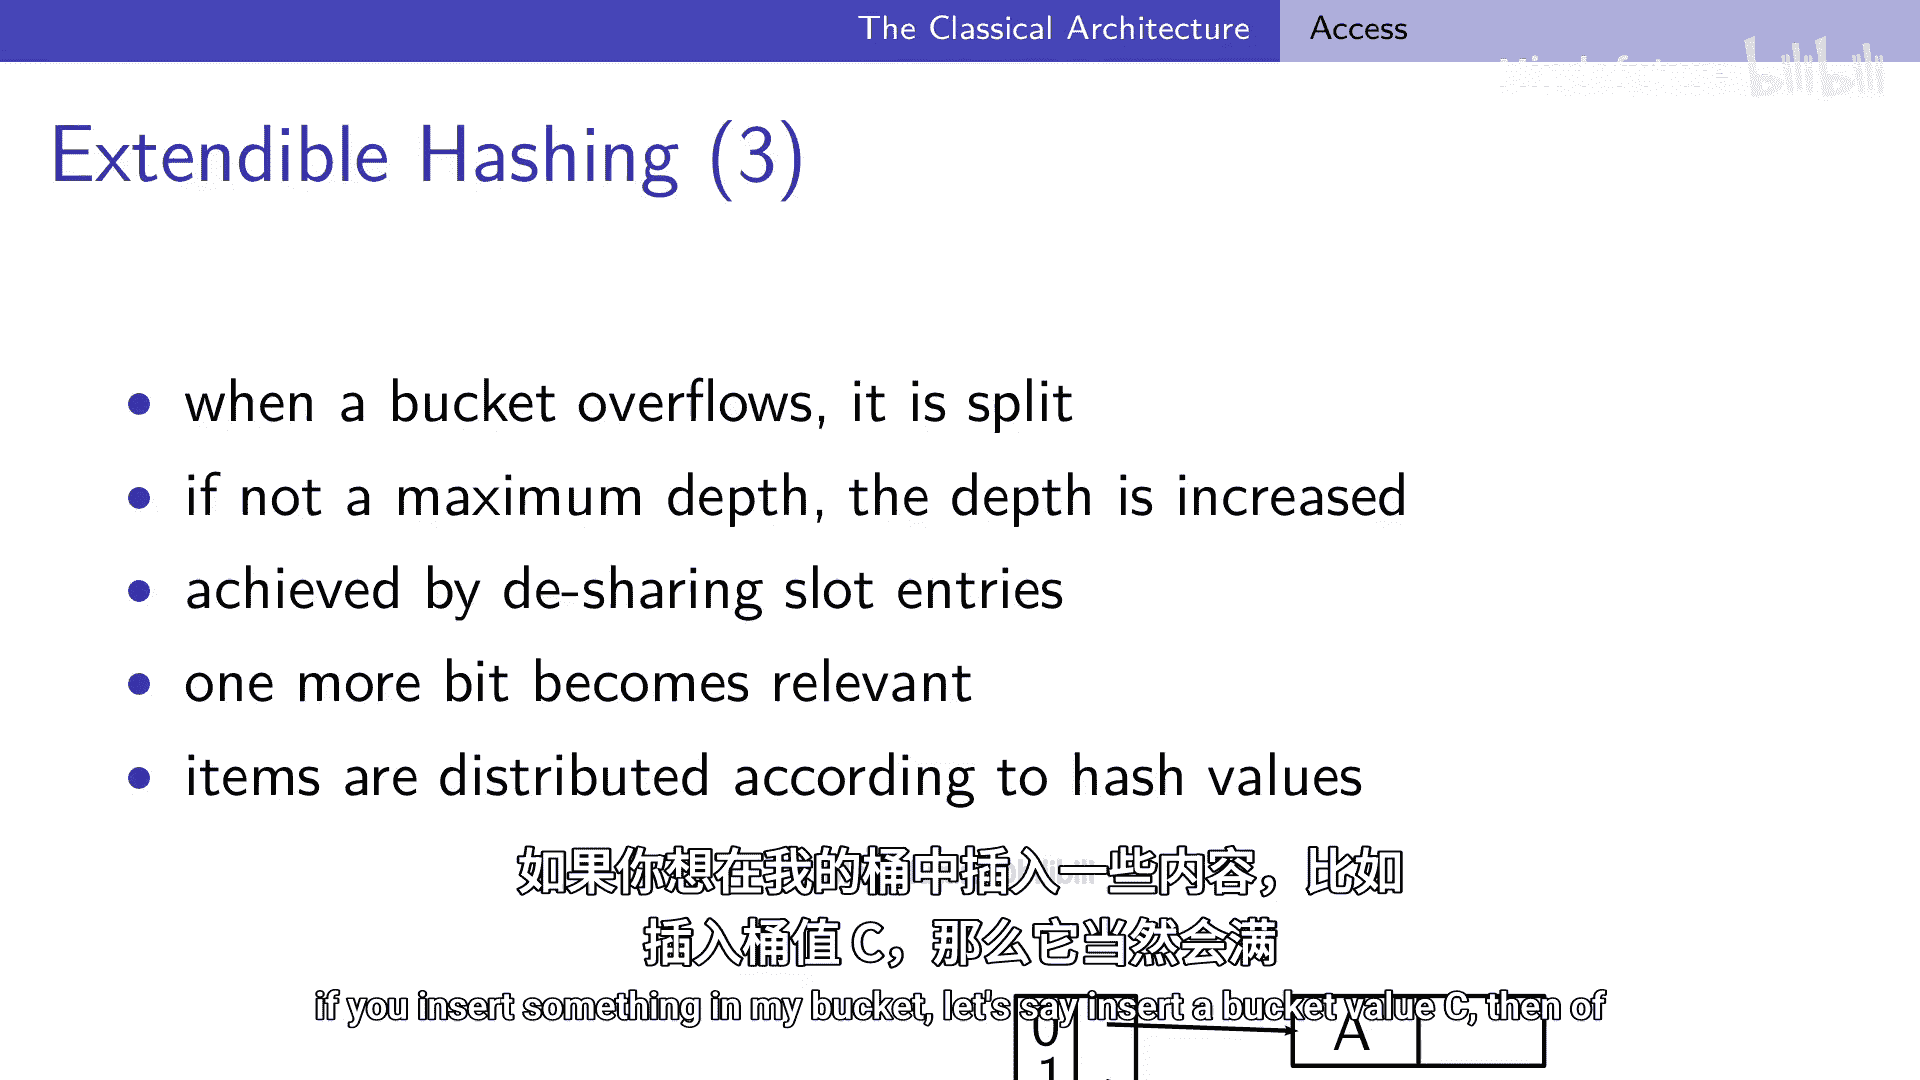 The Classical Architecture Access
bilibili
Extendible Hashing (3)
• when a bucket overflows, it is split
• if not a maximum depth, the depth is increased
• achieved by de-sharing slot entries
• one more bit becomes relevant
• items are distributed according to hash values
如果你想在我的桶中插入一些内容，比如
插入桶值 C，那么它当然会满
if you insert something in my bucket, let's say insert a bucket value C, then of
0 A
1